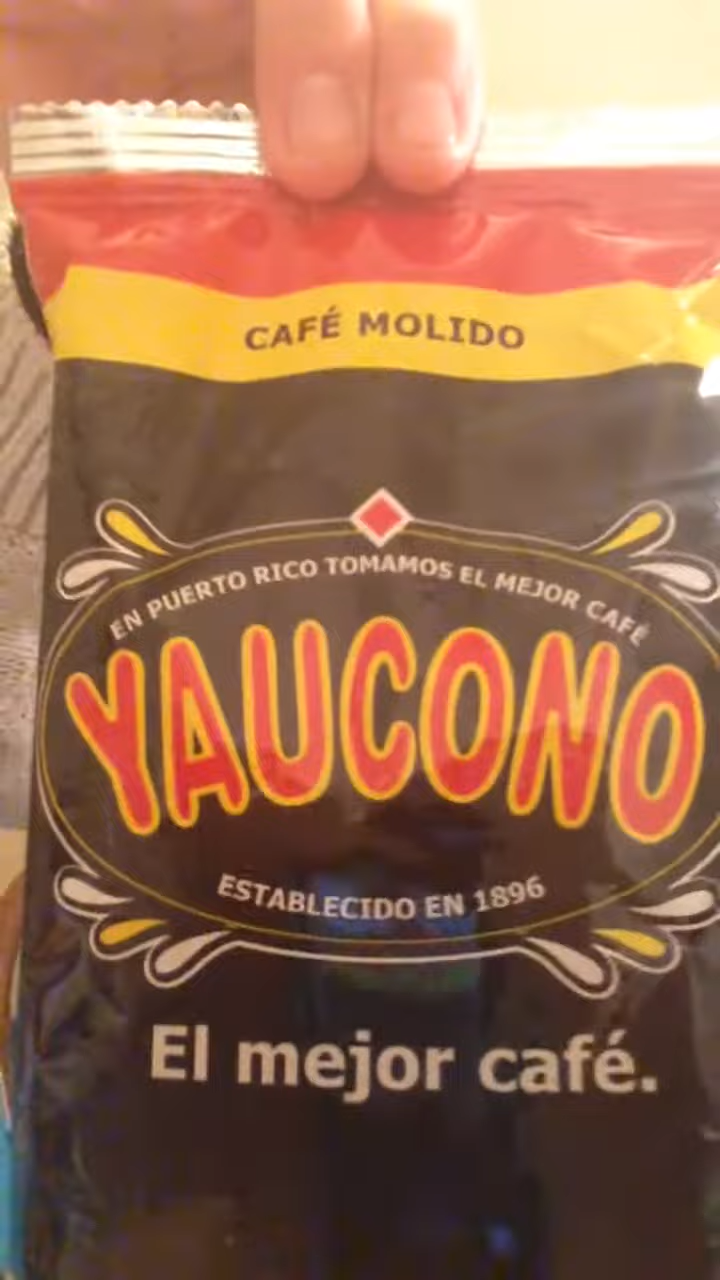 CAFÉ MOLIDO
EN PUERTO RICO TOMAMOS EL MEJOR CAFÉ
YAUCONO
ESTABLECIDO EN 1896
El mejor café.